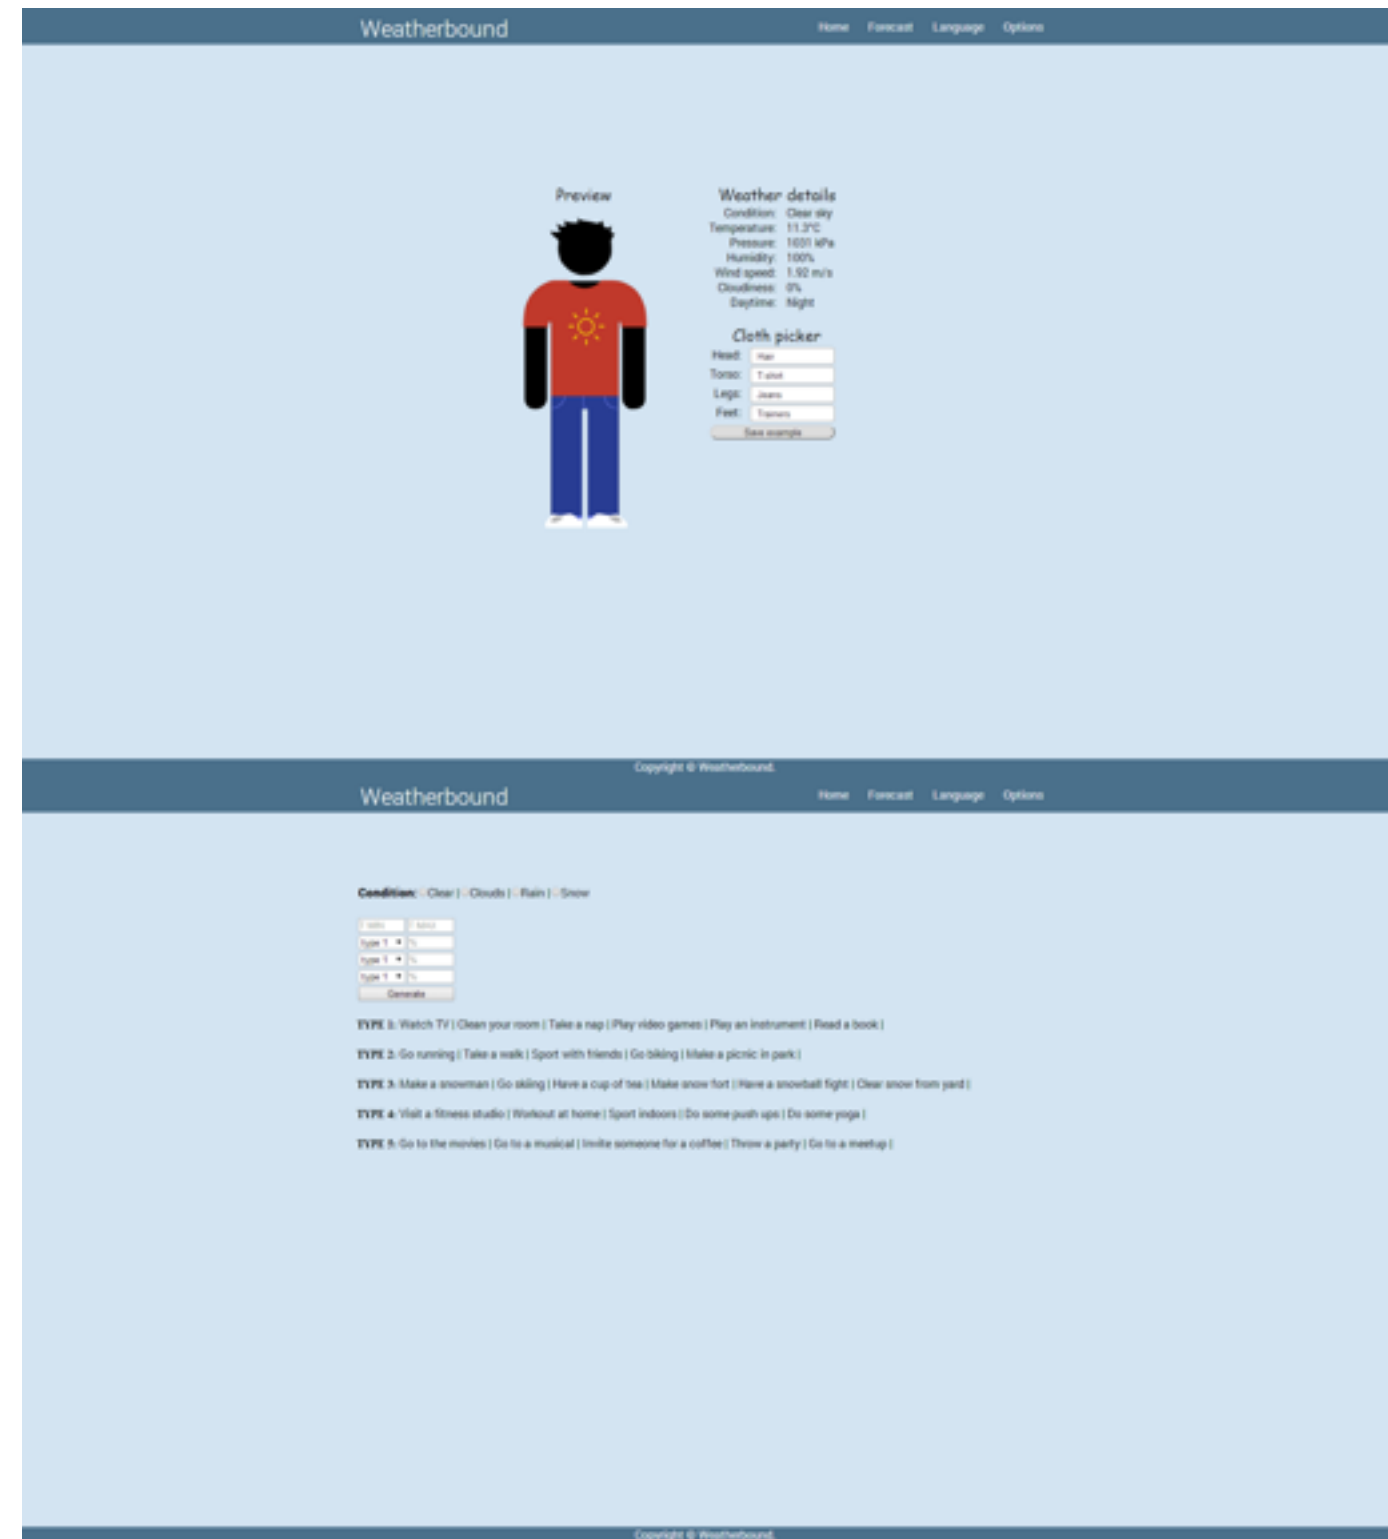 Weatherbound Home Forecast Language Options
Preview
Weather details
Condition: Clear sky
Temperature: 11.3°C
Pressure: 1031 kPa
Humidity: 100%
Wind speed: 1.92 m/s
Cloudiness: 0%
Daytime: Night
Cloth picker
Head: Hair
Torso: T-shirt
Legs: Jeans
Feet: Trainers
Save example
Copyright © Weatherbound.
Weatherbound Home Forecast Language Options
Condition: Clear | Clouds | Rain | Snow
type 1 %
type 1 %
type 1 %
Generate
TYPE 1: Watch TV | Clean your room | Take a nap | Play video games | Play an instrument | Read a book |
TYPE 2: Go running | Take a walk | Sport with friends | Go biking | Make a picnic in park |
TYPE 3: Make a snowman | Go skiing | Have a cup of tea | Make snow fort | Have a snowball fight | Clear snow from yard |
TYPE 4: Visit a fitness studio | Workout at home | Sport indoors | Do some push ups | Do some yoga |
TYPE 5: Go to the movies | Go to a musical | Invite someone for a coffee | Throw a party | Go to a meetup |
Copyright © Weatherbound.